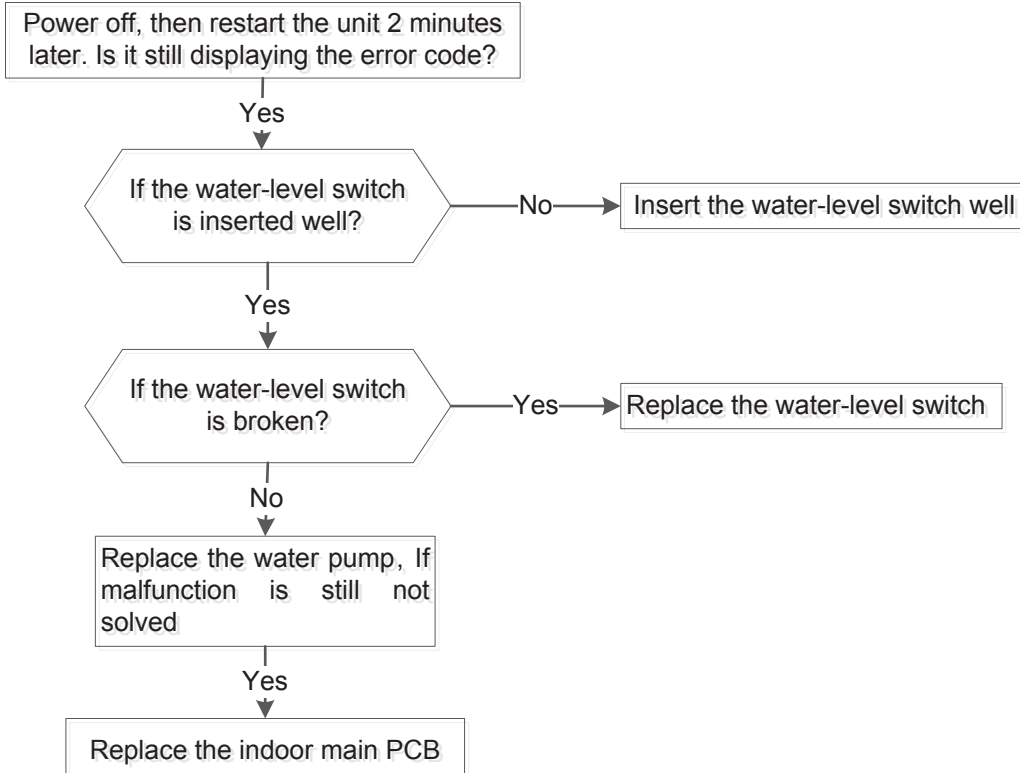 Power off, then restart the unit 2 minutes
later. Is it still displaying the error code?
Yes
If the water-level switch
is inserted well?
No
Insert the water-level switch well
Yes
If the water-level switch
is broken?
Yes
Replace the water-level switch
No
Replace the water pump, If
malfunction is still not
solved
Yes
Replace the indoor main PCB